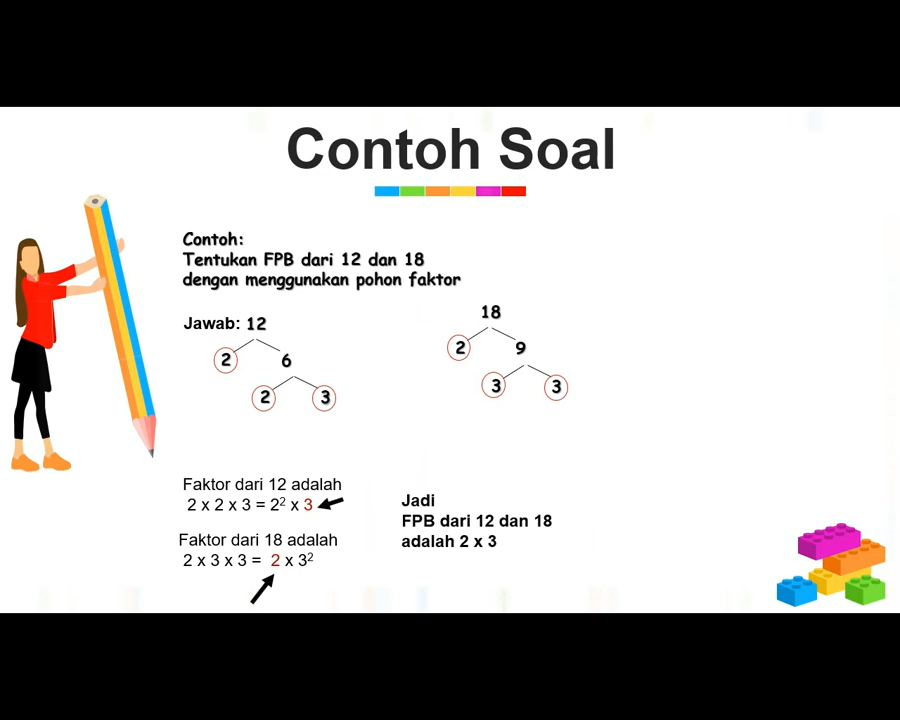 Contoh Soal
Contoh:
Tentukan FPB dari 12 dan 18
dengan menggunakan pohon faktor
Jawab: 12
2 6
2 3
18
2 9
3 3
Faktor dari 12 adalah
2 x 2 x 3 = 2² x 3
Faktor dari 18 adalah
2 x 3 x 3 = 2 x 3²
Jadi
FPB dari 12 dan 18
adalah 2 x 3